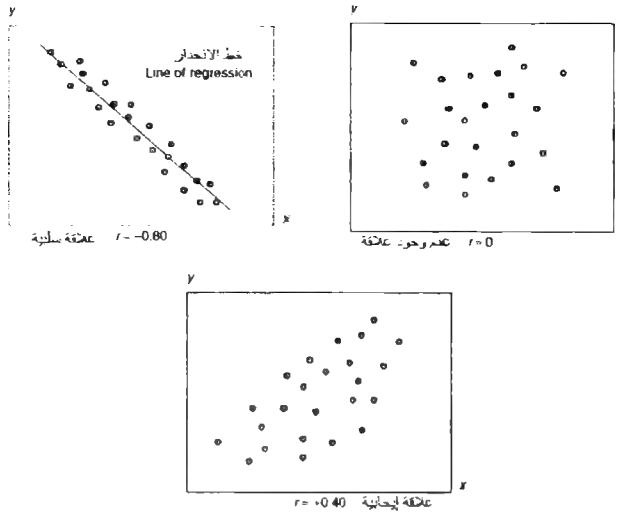 y
خط الانحدار
Line of regression
x
علاقة سلبية r = –0.80
y
عدم وجود علاقة r = 0
y
x
علاقة إيجابية r = +0.40